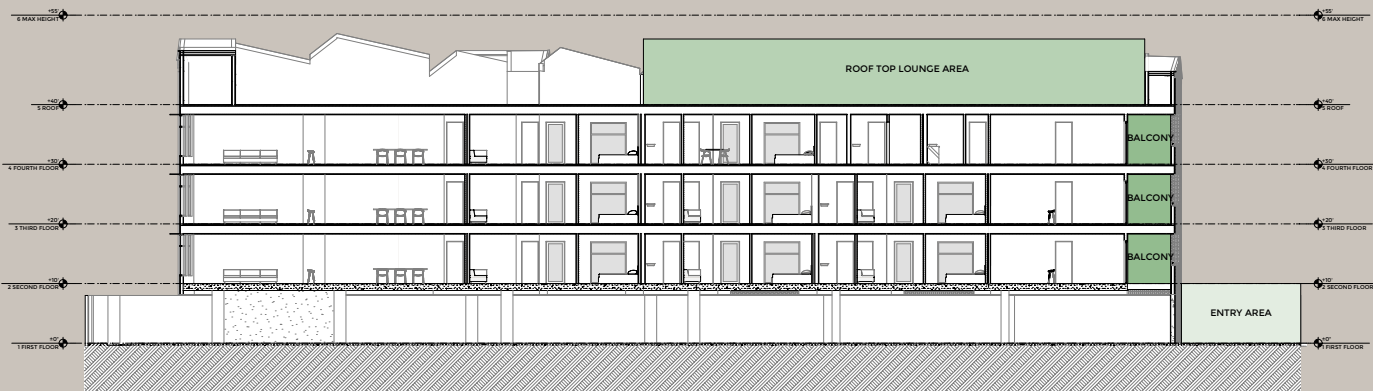 +55'
6 MAX HEIGHT
+55'
6 MAX HEIGHT
ROOF TOP LOUNGE AREA
+40'
5 ROOF
+40'
5 ROOF
BALCONY
+30'
4 FOURTH FLOOR
+30'
4 FOURTH FLOOR
BALCONY
+20'
3 THIRD FLOOR
+20'
3 THIRD FLOOR
BALCONY
+10'
2 SECOND FLOOR
+10'
2 SECOND FLOOR
ENTRY AREA
+0'
1 FIRST FLOOR
+0'
1 FIRST FLOOR